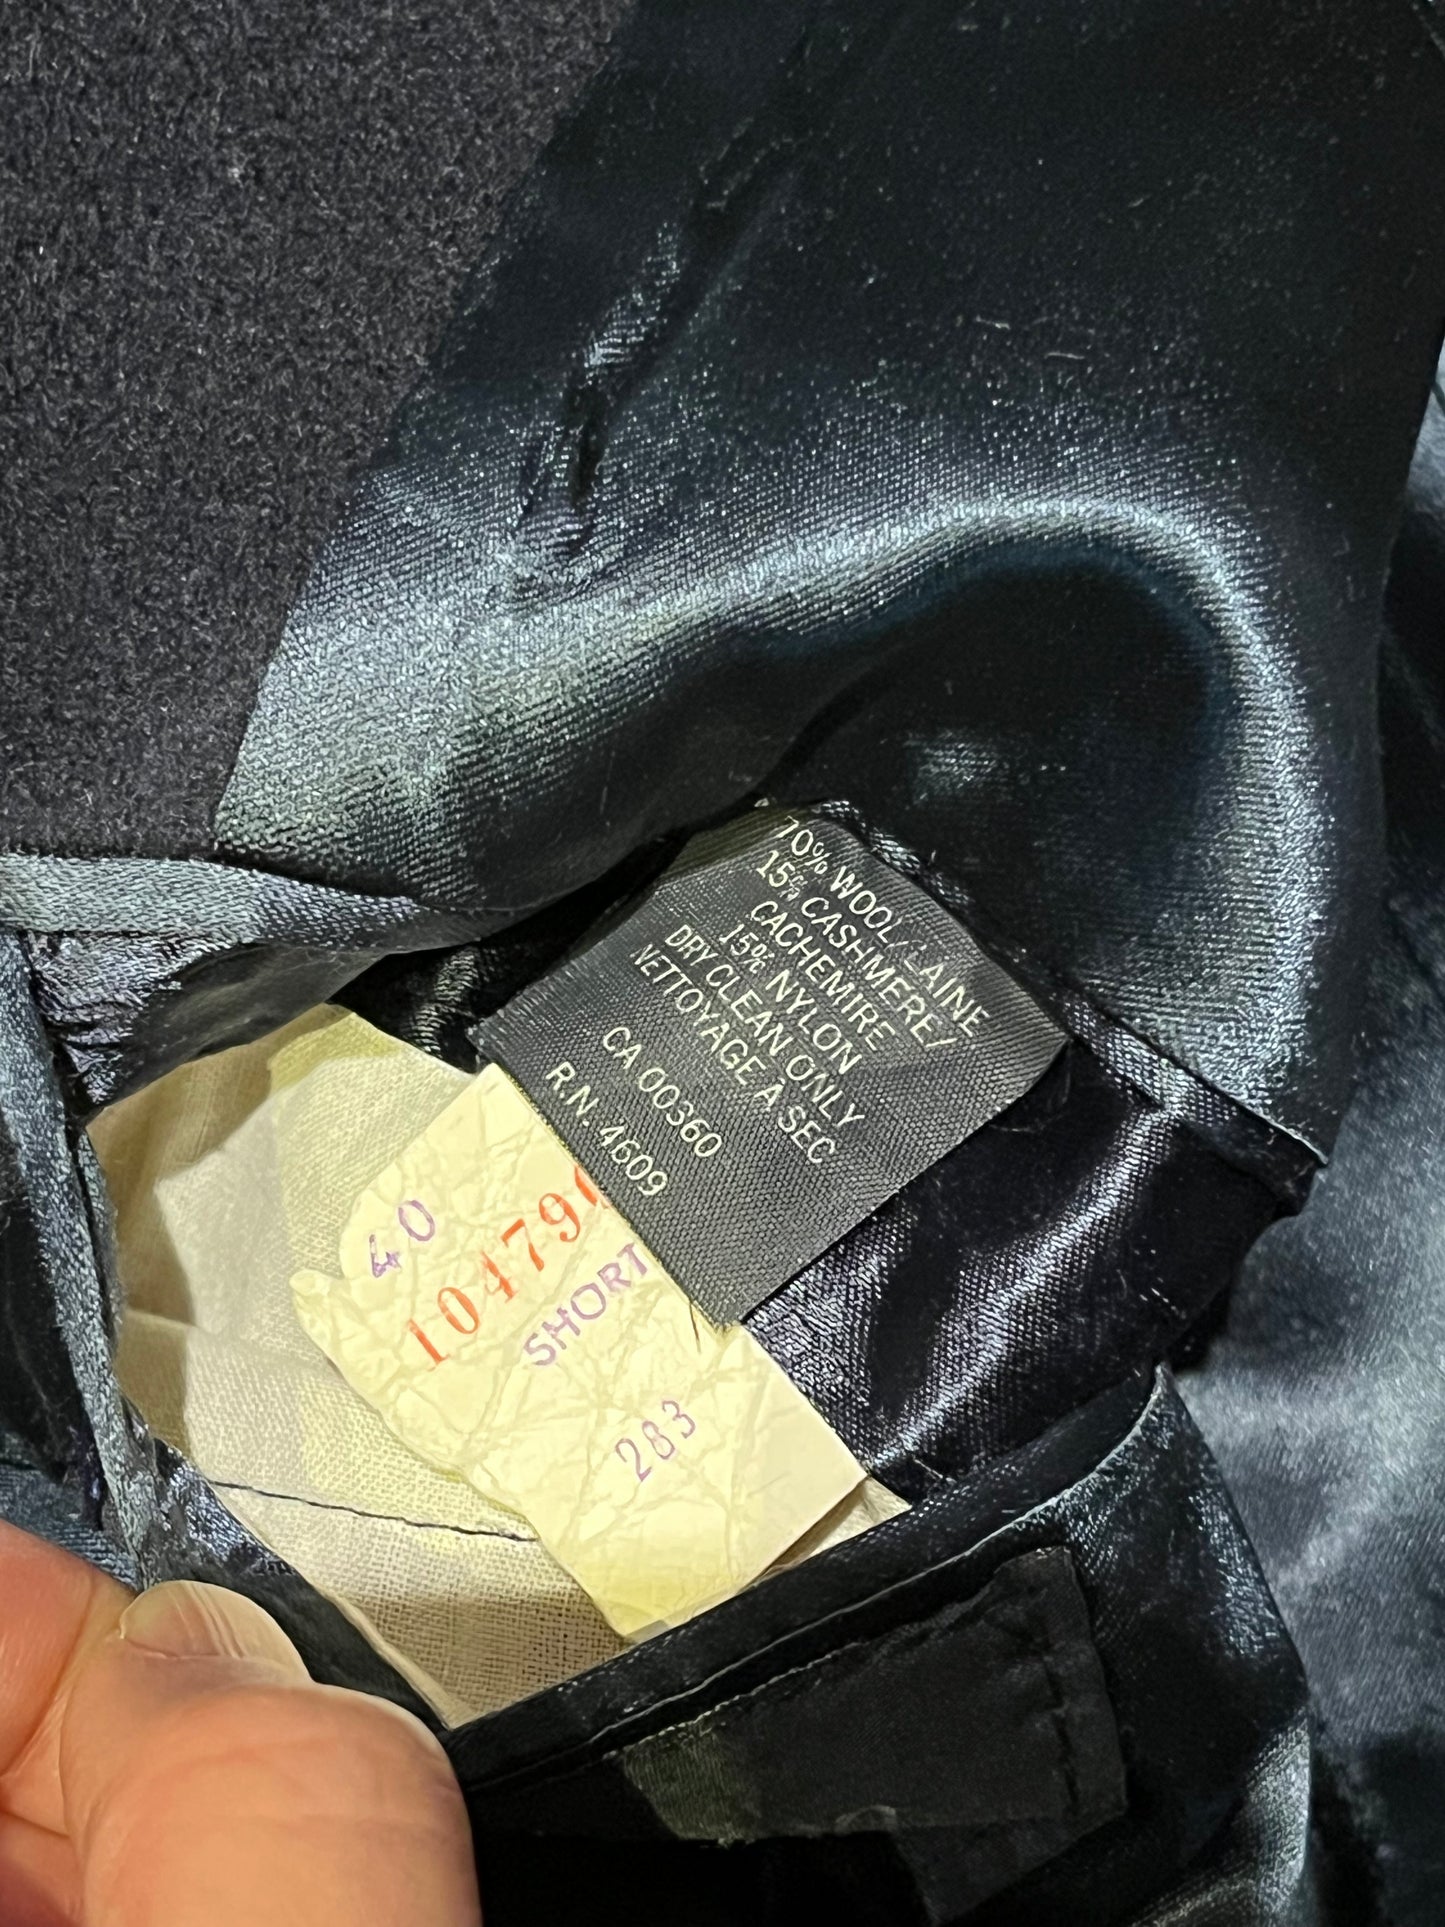 70% WOOL/LAINE
15% CASHMERE/
CACHEMIRE
15% NYLON
DRY CLEAN ONLY
NETTOYAGE A SEC
CA 00360
R.N. 4609
40
SHORT
283